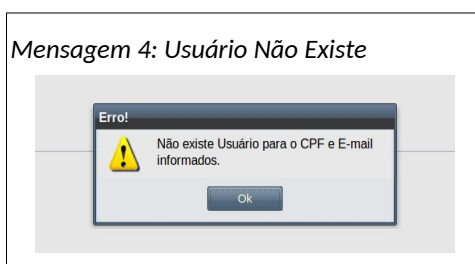 Mensagem 4: Usuário Não Existe
Erro!
Não existe Usuário para o CPF e E-mail
informados.
Ok